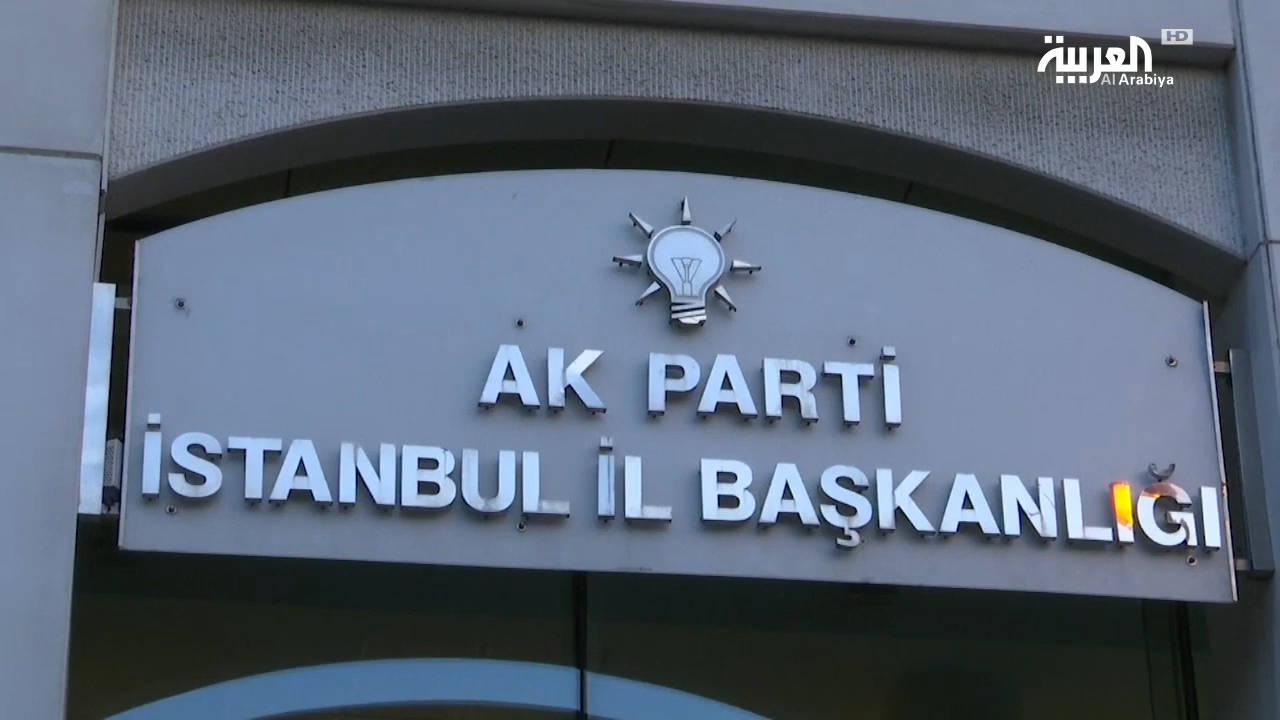 HD
العربية
Al Arabiya
AK PARTİ
İSTANBUL İL BAŞKANLIĞI